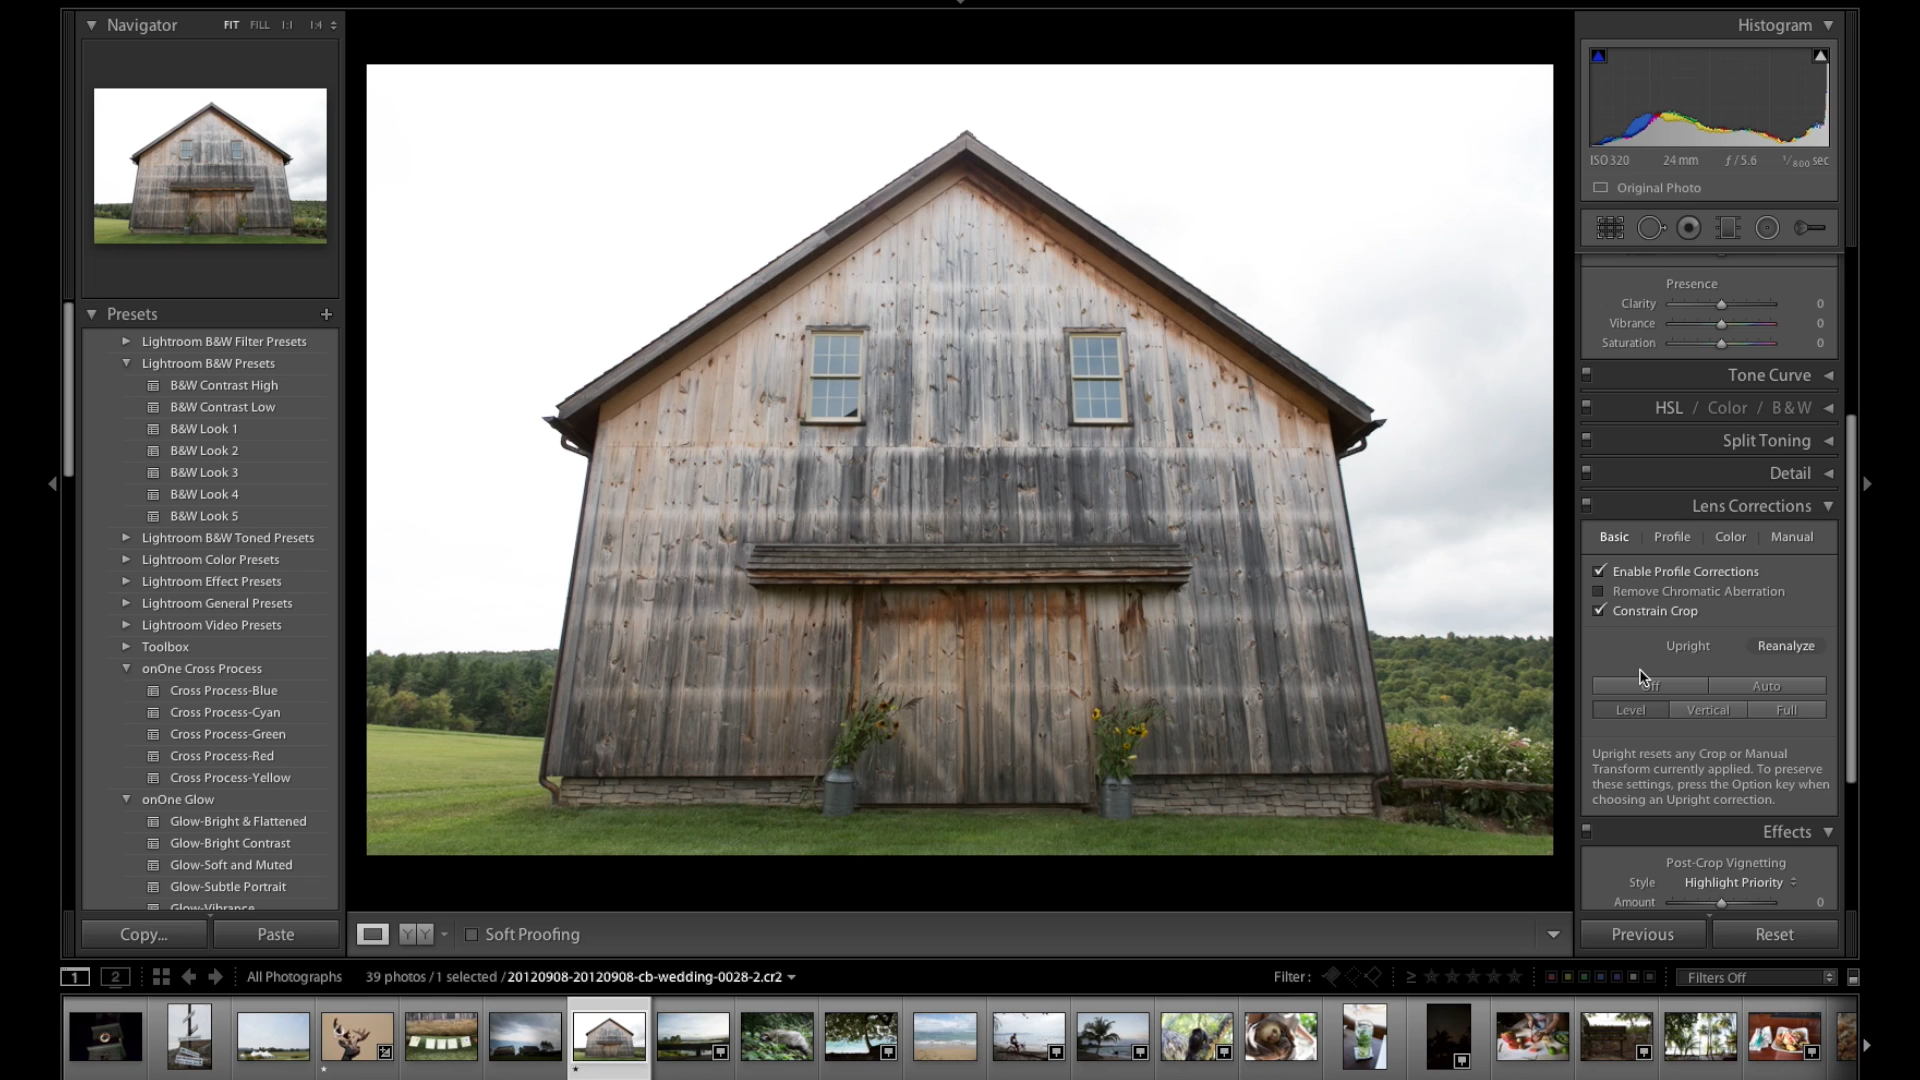 Navigator FIT FILL 1:1 1:4
Histogram
ISO 320 24 mm ƒ / 5.6 1/800 sec
Original Photo
Presets +
Lightroom B&W Filter Presets
Lightroom B&W Presets
B&W Contrast High
B&W Contrast Low
B&W Look 1
B&W Look 2
B&W Look 3
B&W Look 4
B&W Look 5
Lightroom B&W Toned Presets
Lightroom Color Presets
Lightroom Effect Presets
Lightroom General Presets
Lightroom Video Presets
Toolbox
onOne Cross Process
Cross Process-Blue
Cross Process-Cyan
Cross Process-Green
Cross Process-Red
Cross Process-Yellow
onOne Glow
Glow-Bright & Flattened
Glow-Bright Contrast
Glow-Soft and Muted
Glow-Subtle Portrait
Glow-Vibrance
Copy... Paste
Presence
Clarity 0
Vibrance 0
Saturation 0
Tone Curve
HSL / Color / B & W
Split Toning
Detail
Lens Corrections
Basic Profile Color Manual
Enable Profile Corrections
Remove Chromatic Aberration
Constrain Crop
Upright Reanalyze
Off Auto
Level Vertical Full
Upright resets any Crop or Manual
Transform currently applied. To preserve
these settings, press the Option key when
choosing an Upright correction.
Effects
Post-Crop Vignetting
Style Highlight Priority
Amount 0
Previous Reset
Y Y Soft Proofing
1 2 All Photographs 39 photos / 1 selected / 20120908-20120908-cb-wedding-0028-2.cr2 Filter : ≥ Filters Off